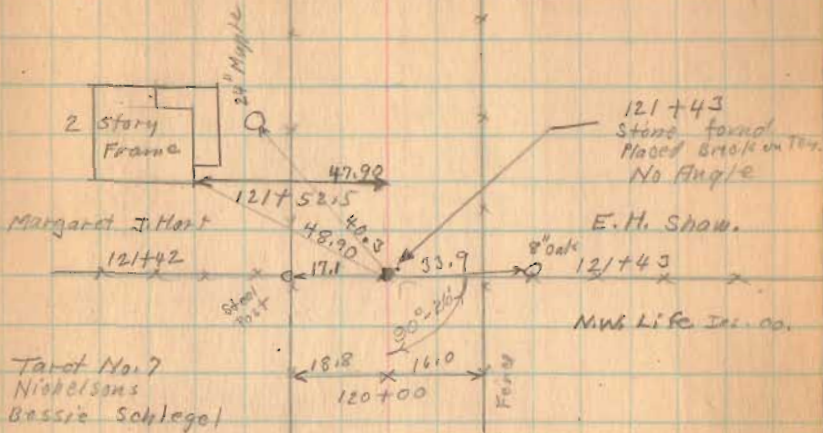 24" Maple
2 Story
Frame
121+43
Stone found
Placed Brick on Top.
No Angle
47.90
121+52.5
Margaret J. Hart
40.3
48.90
E.H. Shaw.
8" oak
121+42
17.1
33.9
121+43
Steel
Post
90°-26'
N.W. Life Ins. Co.
18.8
16.0
120+00
Fence
Tarct No. 7
Nickelsons
Bessie Schlegel